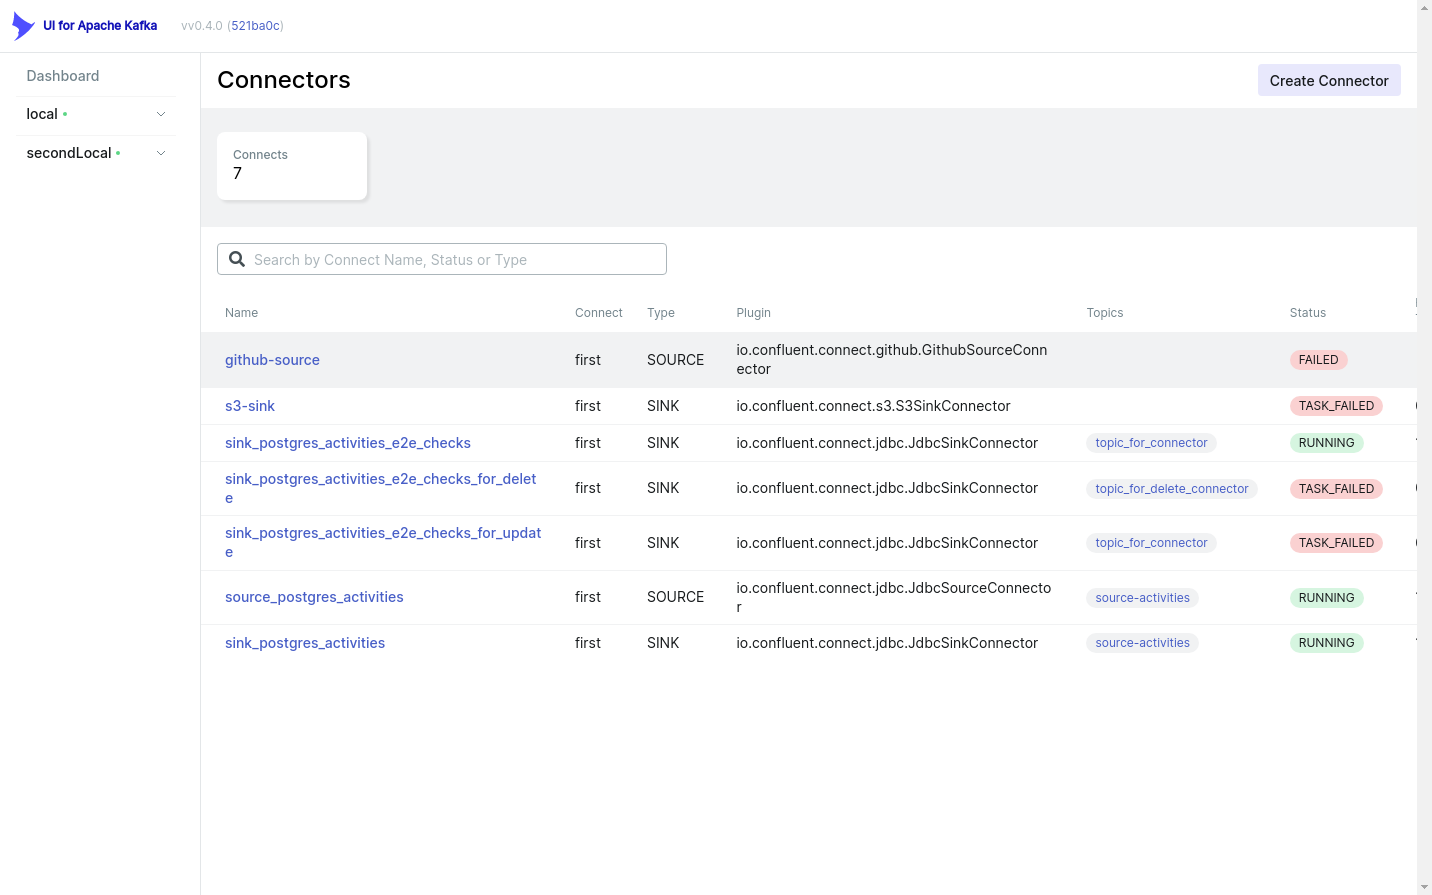 UI for Apache Kafka vv0.4.0 (521ba0c)
Dashboard
local
secondLocal
Connectors
Create Connector
Connects
7
Search by Connect Name, Status or Type
Name Connect Type Plugin Topics Status
github-source first SOURCE io.confluent.connect.github.GithubSourceConn
ector FAILED
s3-sink first SINK io.confluent.connect.s3.S3SinkConnector TASK_FAILED
sink_postgres_activities_e2e_checks first SINK io.confluent.connect.jdbc.JdbcSinkConnector topic_for_connector RUNNING
sink_postgres_activities_e2e_checks_for_delet
e first SINK io.confluent.connect.jdbc.JdbcSinkConnector topic_for_delete_connector TASK_FAILED
sink_postgres_activities_e2e_checks_for_updat
e first SINK io.confluent.connect.jdbc.JdbcSinkConnector topic_for_connector TASK_FAILED
source_postgres_activities first SOURCE io.confluent.connect.jdbc.JdbcSourceConnecto
r source-activities RUNNING
sink_postgres_activities first SINK io.confluent.connect.jdbc.JdbcSinkConnector source-activities RUNNING